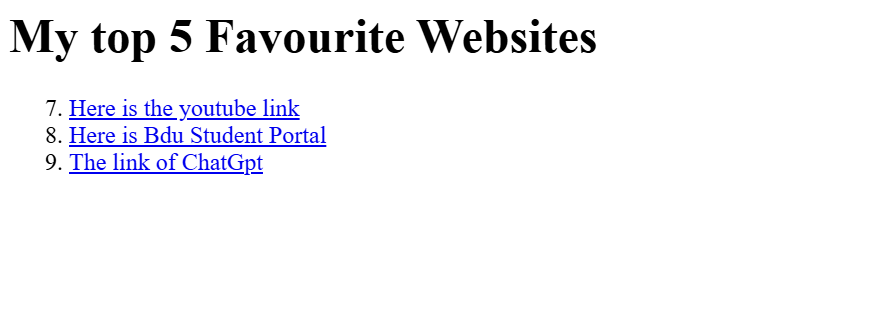 My top 5 Favourite Websites
7. Here is the youtube link
8. Here is Bdu Student Portal
9. The link of ChatGpt